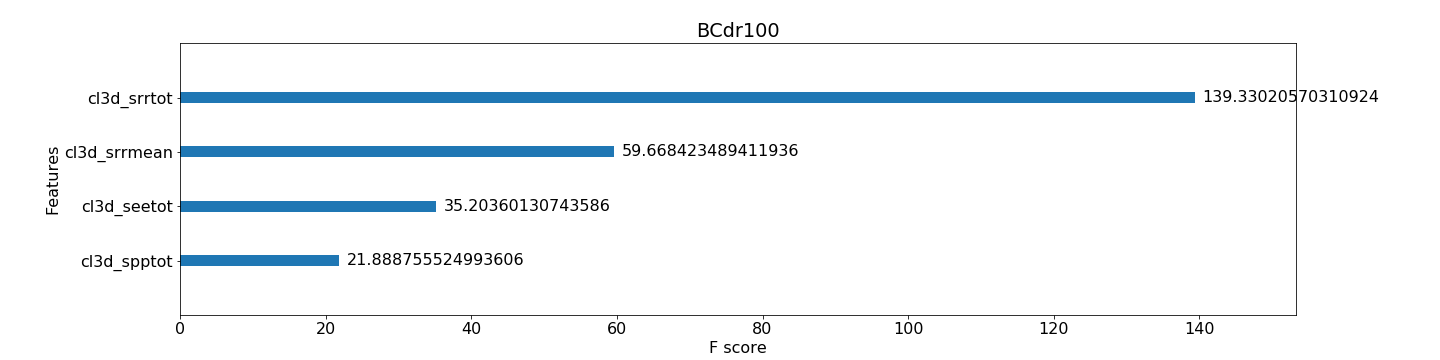 BCdr100
cl3d_srrtot 139.33020570310924
cl3d_srrmean 59.668423489411936
cl3d_seetot 35.20360130743586
cl3d_spptot 21.888755524993606
Features
0 20 40 60 80 100 120 140
F score